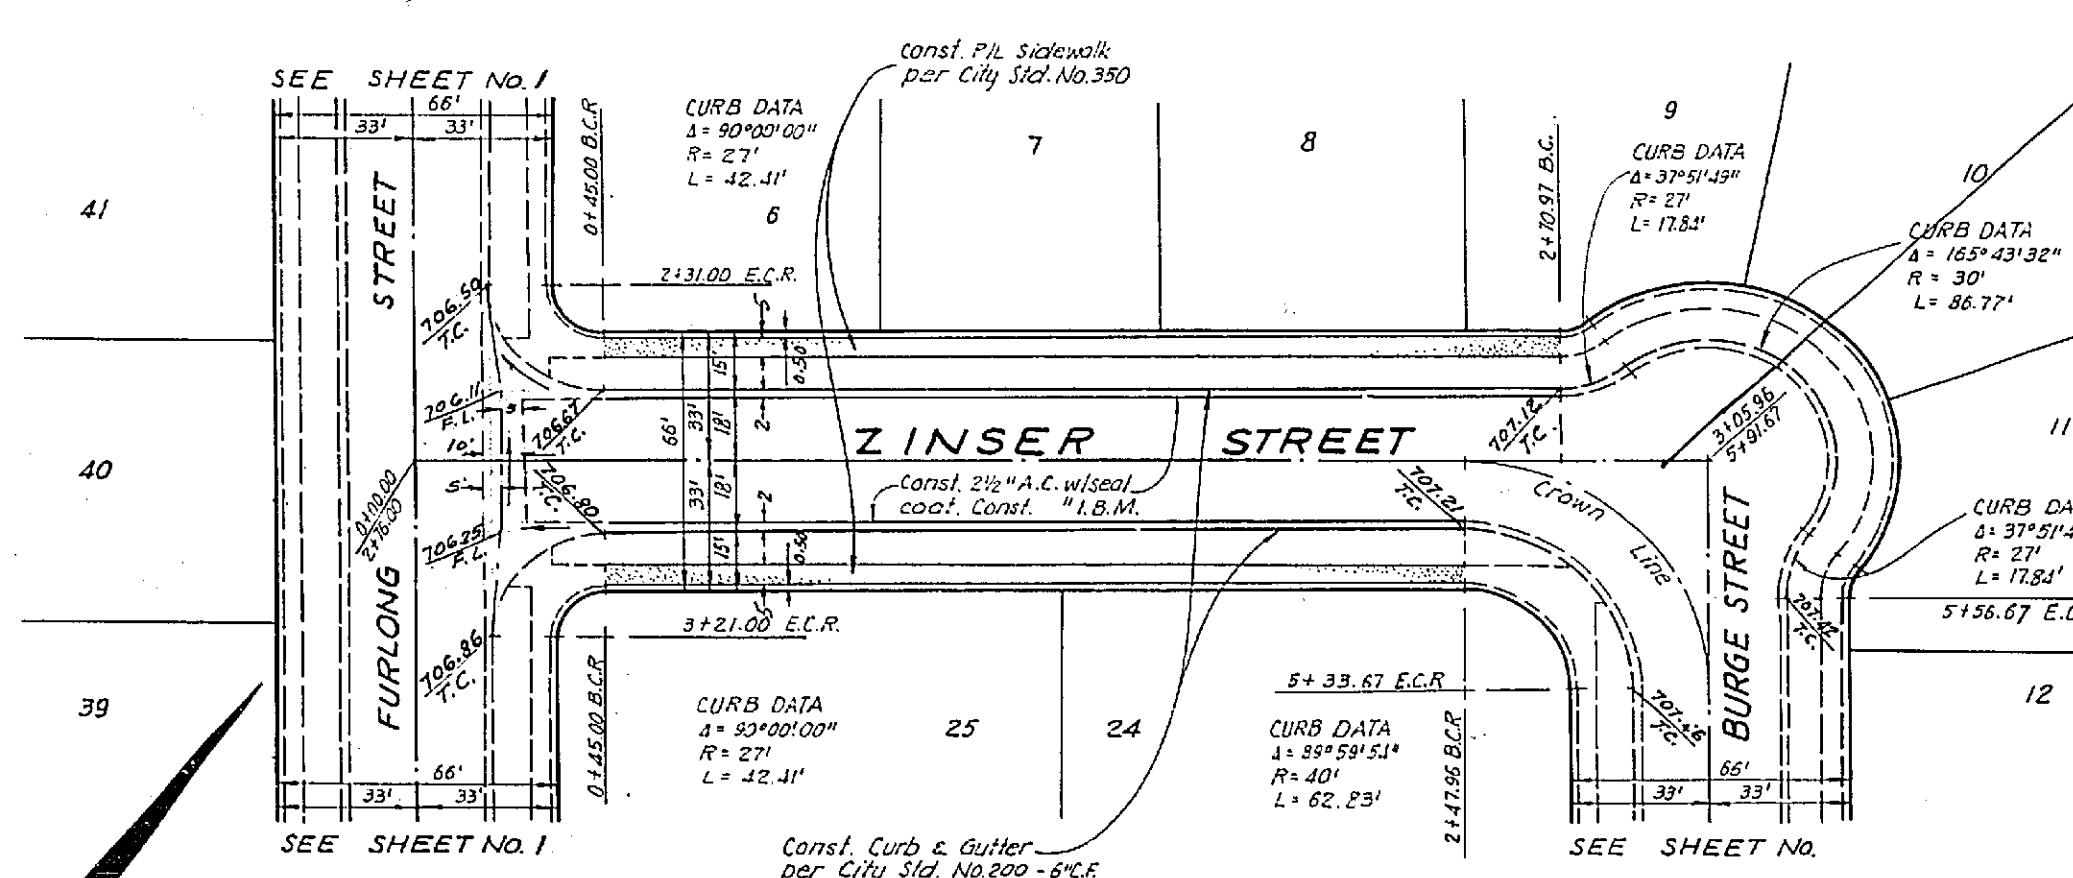 SEE SHEET No. 1
66'
33' 33'
STREET
FURLONG
41
40
39
0+45.00 B.C.R
CURB DATA
Δ = 90°00'00"
R = 27'
L = 42.41'
6
Const. P/L Sidewalk
per City Std. No. 350
7
8
2+70.97 B.C.
9
CURB DATA
Δ = 37°51'49"
R = 27'
L = 17.84'
10
CURB DATA
Δ = 165°43'32"
R = 30'
L = 86.77'
2+31.00 E.C.R.
706.50
T.C.
706.11
F.L.
706.67
T.C.
706.80
T.C.
10'
5'
5'
0+00.00
2+76.00
706.25
F.L.
706.86
T.C.
5
0.50
15'
18'
33'
66'
2
18'
33'
2
15'
0.50
5
ZINSER STREET
Const. 2½" A.C. w/seal
coat. Const. " I.B.M.
707.12
T.C.
707.21
T.C.
3+05.96
5+91.67
Crown
Line
BURGE STREET
11
CURB DA
Δ = 37°51'4
R = 27'
L = 17.84'
707.42
T.C.
5+56.67 E.C
12
3+21.00 E.C.R.
0+45.00 B.C.R
CURB DATA
Δ = 90°00'00"
R = 27'
L = 42.41'
25
24
5+33.67 E.C.R
CURB DATA
Δ = 89°59'54"
R = 40'
L = 62.83'
2+47.96 B.C.R
707.46
T.C.
66'
33' 33'
66'
33' 33'
SEE SHEET No. 1
Const. Curb & Gutter
per City Std. No. 200 - 6" C.F.
SEE SHEET No.